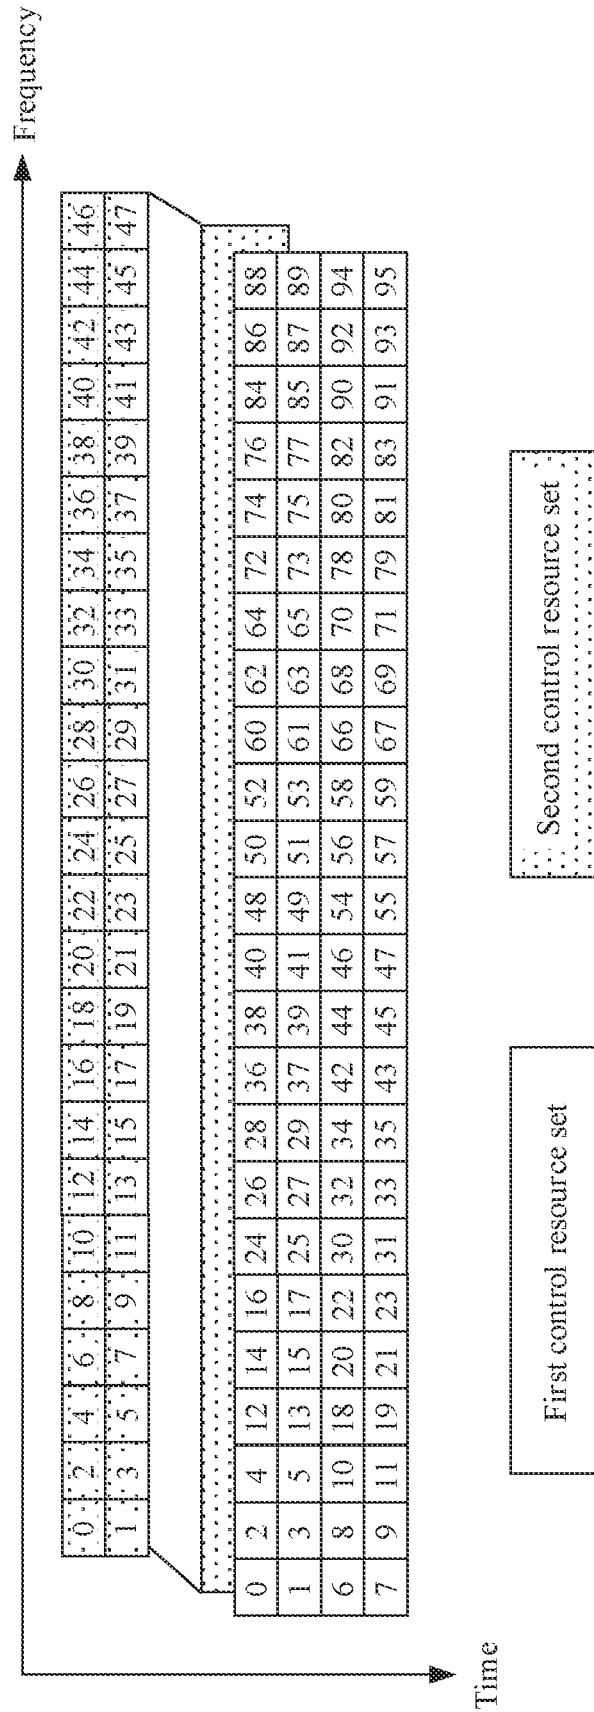 Frequency
0 2 4 6 8 10 12 14 16 18 20 22 24 26 28 30 32 34 36 38 40 42 44 46
1 3 5 7 9 11 13 15 17 19 21 23 25 27 29 31 33 35 37 39 41 43 45 47
0 2 4 12 14 16 24 26 28 36 38 40 48 50 52 60 62 64 72 74 76 84 86 88
1 3 5 13 15 17 25 27 29 37 39 41 49 51 53 61 63 65 73 75 77 85 87 89
6 8 10 18 20 22 30 32 34 42 44 46 54 56 58 66 68 70 78 80 82 90 92 94
7 9 11 19 21 23 31 33 35 43 45 47 55 57 59 67 69 71 79 81 83 91 93 95
Time
First control resource set
Second control resource set